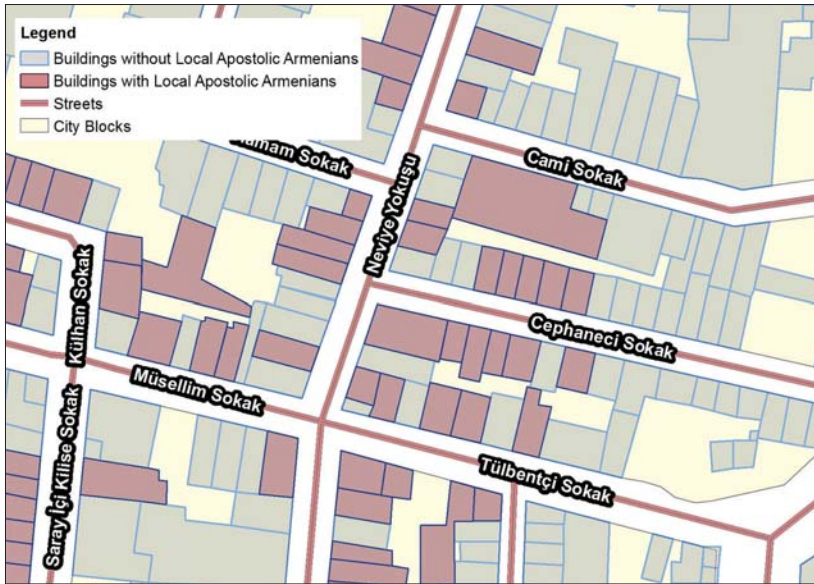 Legend
Buildings without Local Apostolic Armenians
Buildings with Local Apostolic Armenians
Streets
City Blocks
Sokak
Cami Sokak
Neviye Yokuşu
Külhan Sokak
Cephaneci Sokak
Müsellim Sokak
Saray İçi Kilise Sokak
Tülbentçi Sokak